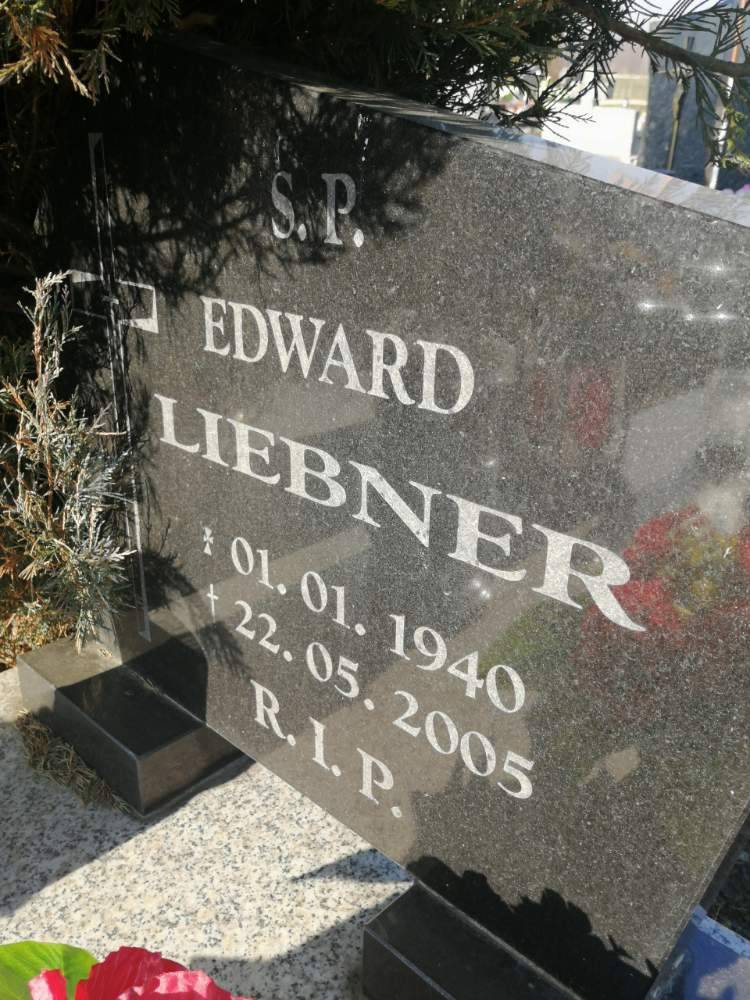 Ś.P.
EDWARD
LIEBNER
01.01.1940
† 22.05.2005
R.I.P.